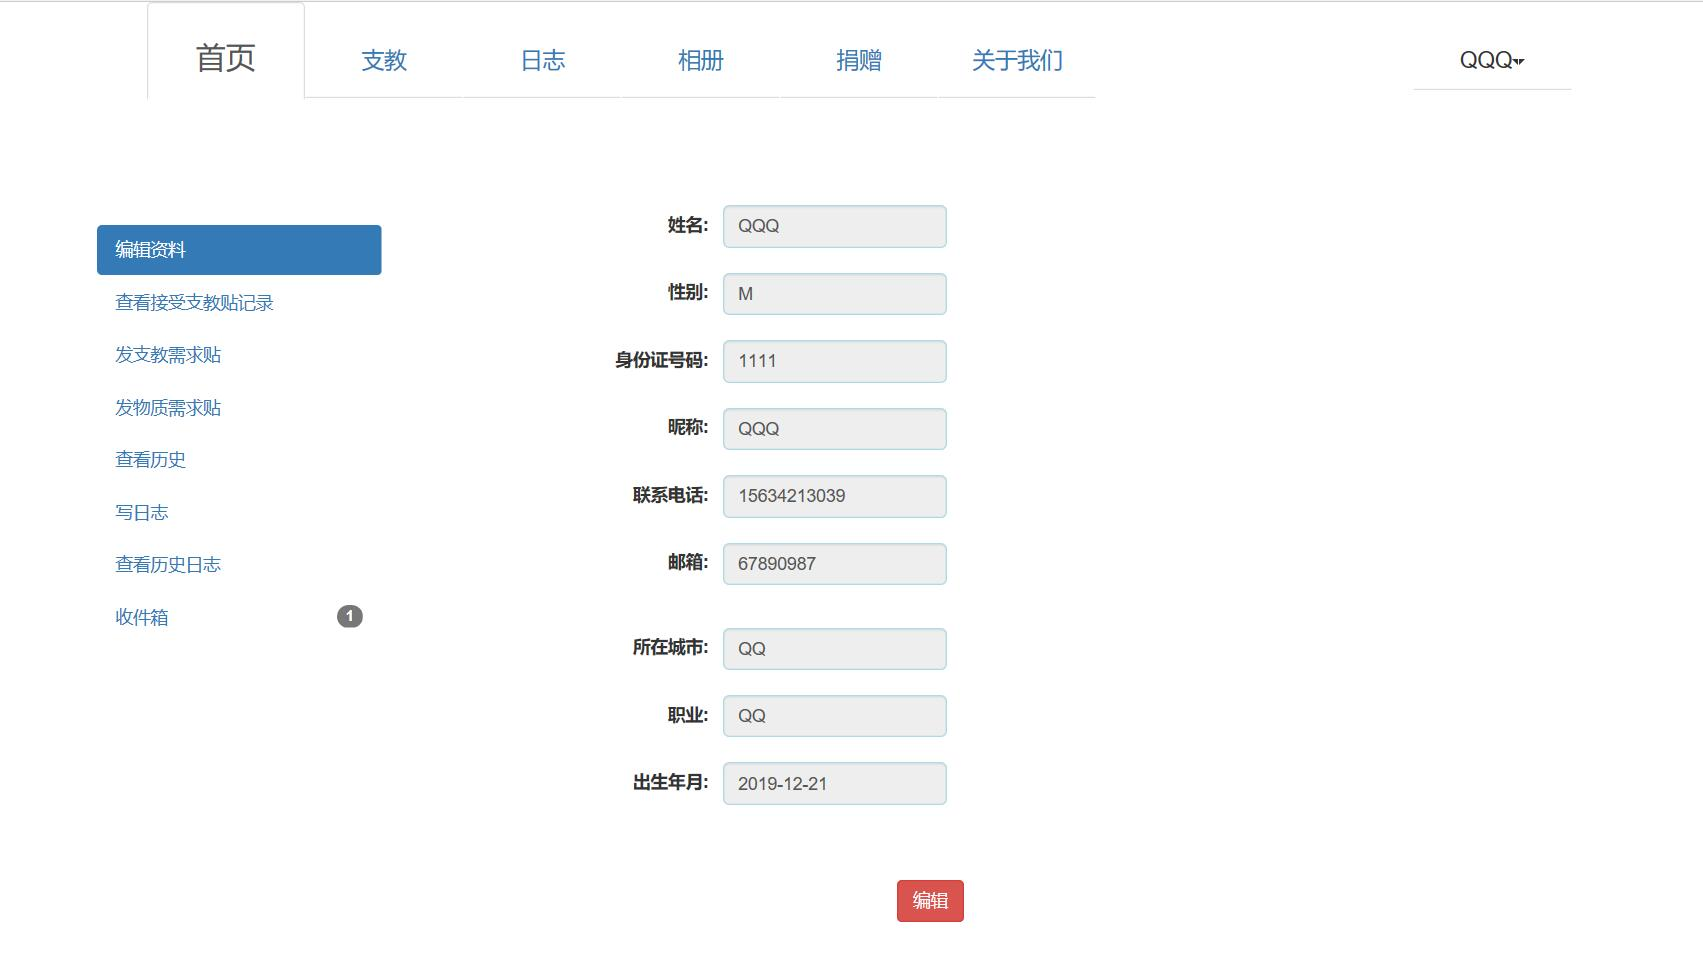 首页 支教 日志 相册 捐赠 关于我们 QQQ
编辑资料
查看接受支教贴记录
发支教需求贴
发物质需求贴
查看历史
写日志
查看历史日志
收件箱 1
姓名: QQQ
性别: M
身份证号码: 1111
昵称: QQQ
联系电话: 15634213039
邮箱: 67890987
所在城市: QQ
职业: QQ
出生年月: 2019-12-21
编辑